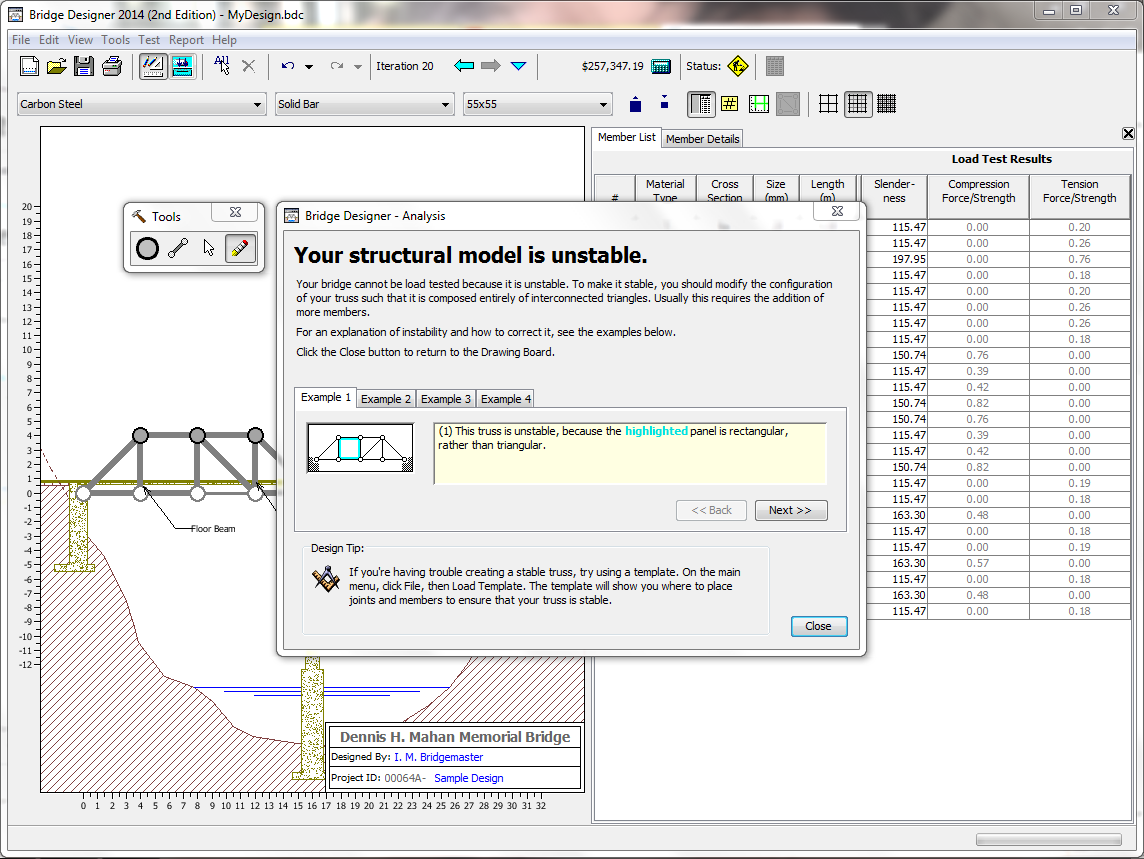 Bridge Designer 2014 (2nd Edition) - MyDesign.bdc
File Edit View Tools Test Report Help
Iteration 20
$257,347.19
Status:
Carbon Steel
Solid Bar
55x55
Member List
Member Details
Load Test Results
# Material Type Cross Section Size (mm) Length (m) Slender-ness Compression Force/Strength Tension Force/Strength
115.47 0.00 0.20
115.47 0.00 0.26
197.95 0.00 0.76
115.47 0.00 0.18
115.47 0.00 0.20
115.47 0.00 0.26
115.47 0.00 0.26
115.47 0.00 0.18
150.74 0.76 0.00
115.47 0.39 0.00
115.47 0.42 0.00
150.74 0.82 0.00
150.74 0.76 0.00
115.47 0.39 0.00
115.47 0.42 0.00
150.74 0.82 0.00
115.47 0.00 0.19
115.47 0.00 0.18
163.30 0.48 0.00
115.47 0.00 0.18
115.47 0.00 0.19
163.30 0.57 0.00
115.47 0.00 0.18
163.30 0.48 0.00
115.47 0.00 0.18
Tools
Bridge Designer - Analysis
Your structural model is unstable.
Your bridge cannot be load tested because it is unstable. To make it stable, you should modify the configuration
of your truss such that it is composed entirely of interconnected triangles. Usually this requires the addition of
more members.
For an explanation of instability and how to correct it, see the examples below.
Click the Close button to return to the Drawing Board.
Example 1
Example 2
Example 3
Example 4
(1) This truss is unstable, because the highlighted panel is rectangular,
rather than triangular.
<< Back
Next >>
Design Tip:
If you're having trouble creating a stable truss, try using a template. On the main
menu, click File, then Load Template. The template will show you where to place
joints and members to ensure that your truss is stable.
Close
20
19
18
17
16
15
14
13
12
11
10
9
8
7
6
5
4
3
2
1
0
-1
-2
-3
-4
-5
-6
-7
-8
-9
-10
-11
-12
Floor Beam
Dennis H. Mahan Memorial Bridge
Designed By: I. M. Bridgemaster
Project ID: 00064A- Sample Design
0 1 2 3 4 5 6 7 8 9 10 11 12 13 14 15 16 17 18 19 20 21 22 23 24 25 26 27 28 29 30 31 32